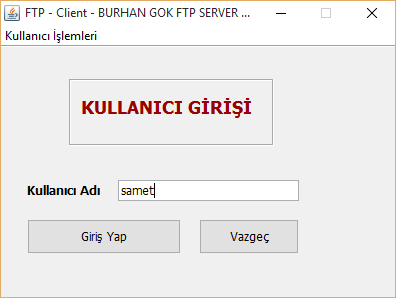 FTP - Client - BURHAN GOK FTP SERVER ...
Kullanıcı İşlemleri
KULLANICI GİRİŞİ
Kullanıcı Adı samet
Giriş Yap Vazgeç